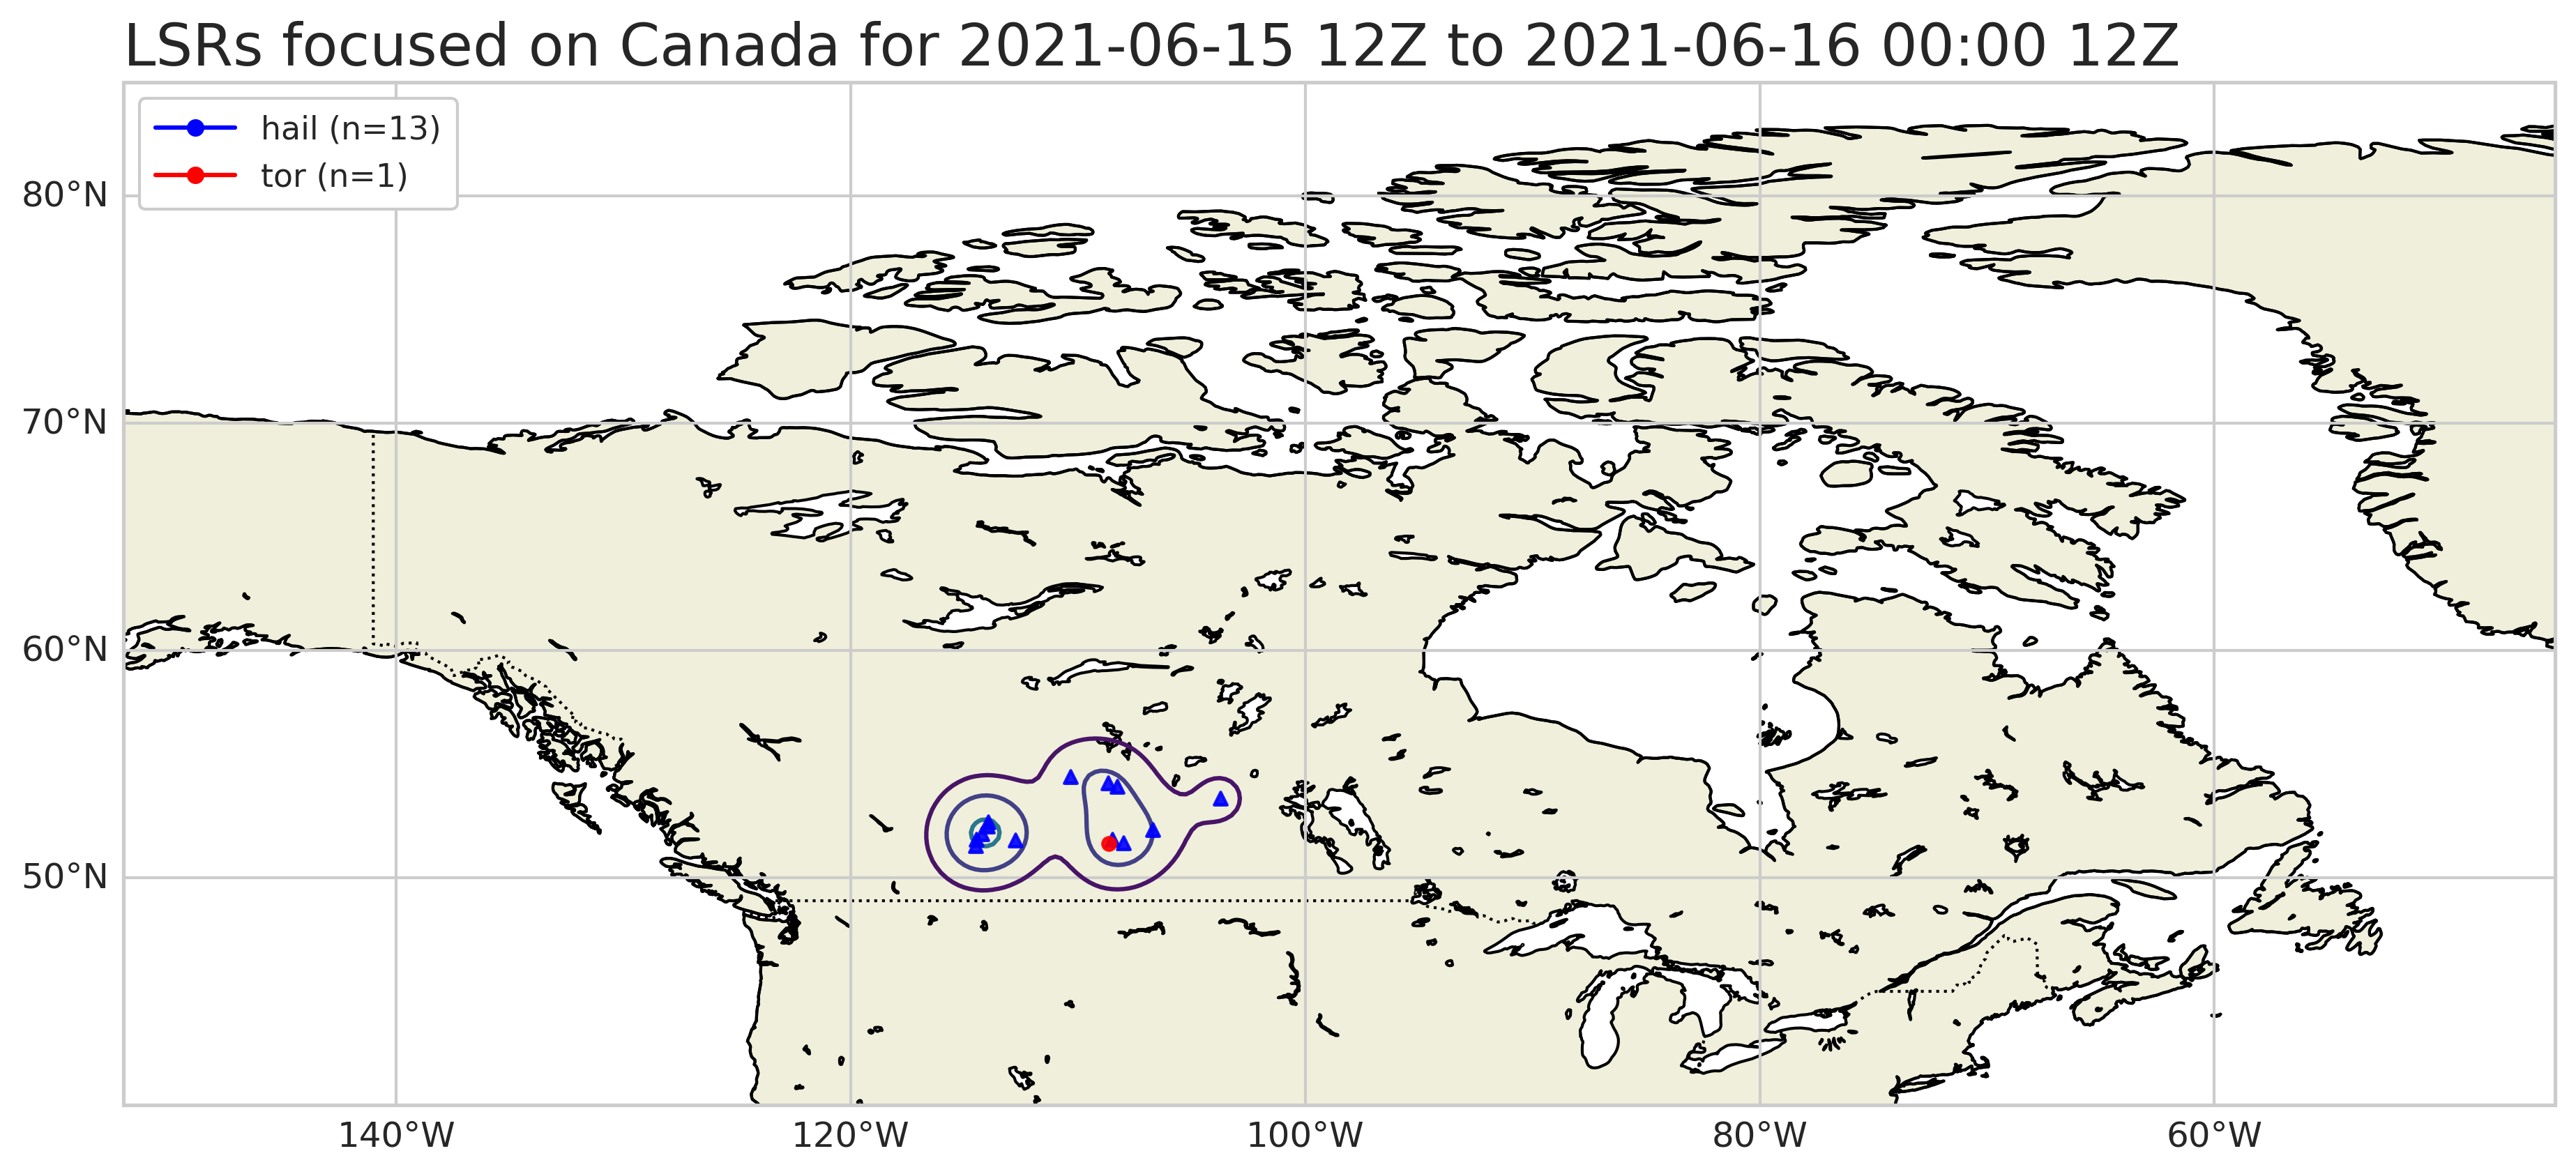 LSRs focused on Canada for 2021-06-15 12Z to 2021-06-16 00:00 12Z
hail (n=13)
tor (n=1)
80°N
70°N
60°N
50°N
140°W
120°W
100°W
80°W
60°W